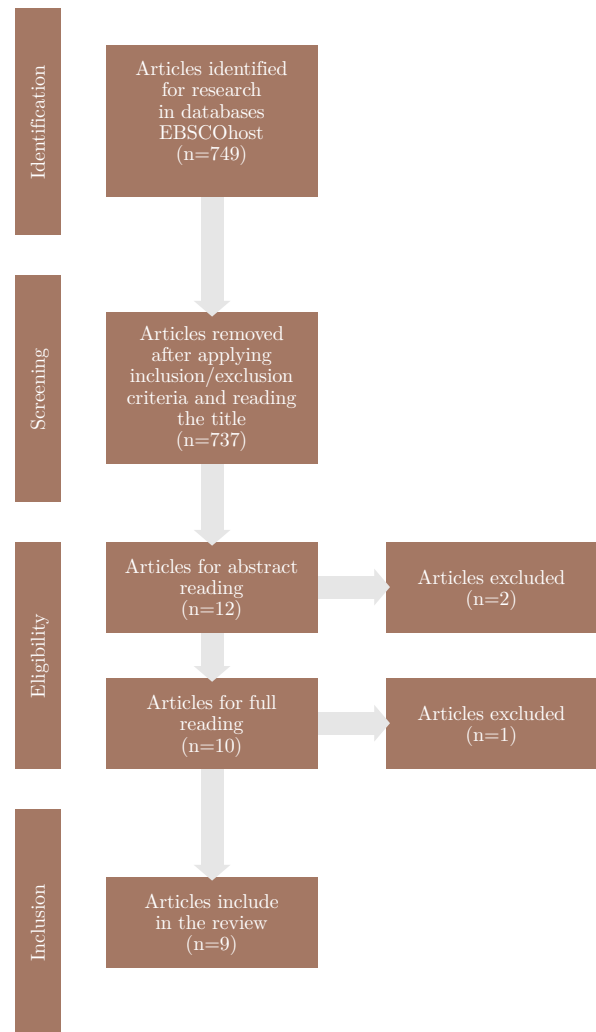 Identification
Articles identified
for research
in databases
EBSCOhost
(n=749)
Screening
Articles removed
after applying
inclusion/exclusion
criteria and reading
the title
(n=737)
Eligibility
Articles for abstract
reading
(n=12)
Articles excluded
(n=2)
Articles for full
reading
(n=10)
Articles excluded
(n=1)
Inclusion
Articles include
in the review
(n=9)